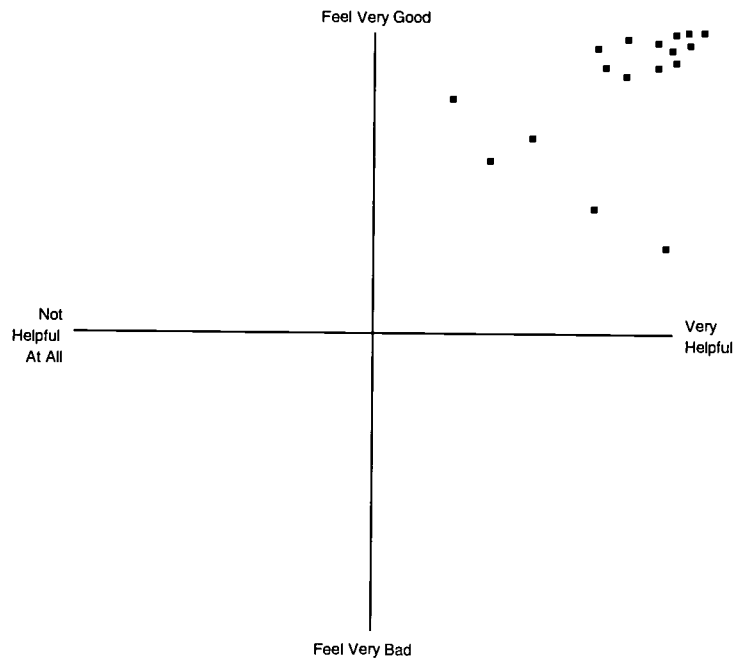 Feel Very Good
Not
Helpful
At All
Very
Helpful
Feel Very Bad